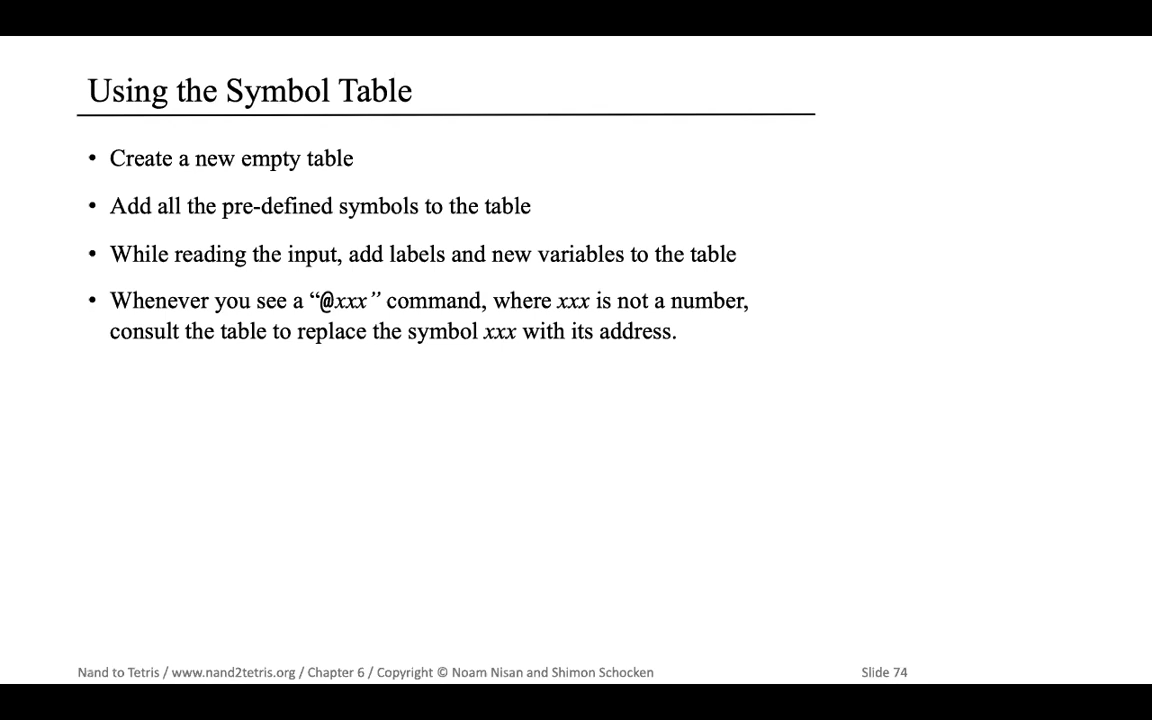 Using the Symbol Table
• Create a new empty table
• Add all the pre-defined symbols to the table
• While reading the input, add labels and new variables to the table
• Whenever you see a “@xxx” command, where xxx is not a number,
consult the table to replace the symbol xxx with its address.
Nand to Tetris / www.nand2tetris.org / Chapter 6 / Copyright © Noam Nisan and Shimon Schocken
Slide 74